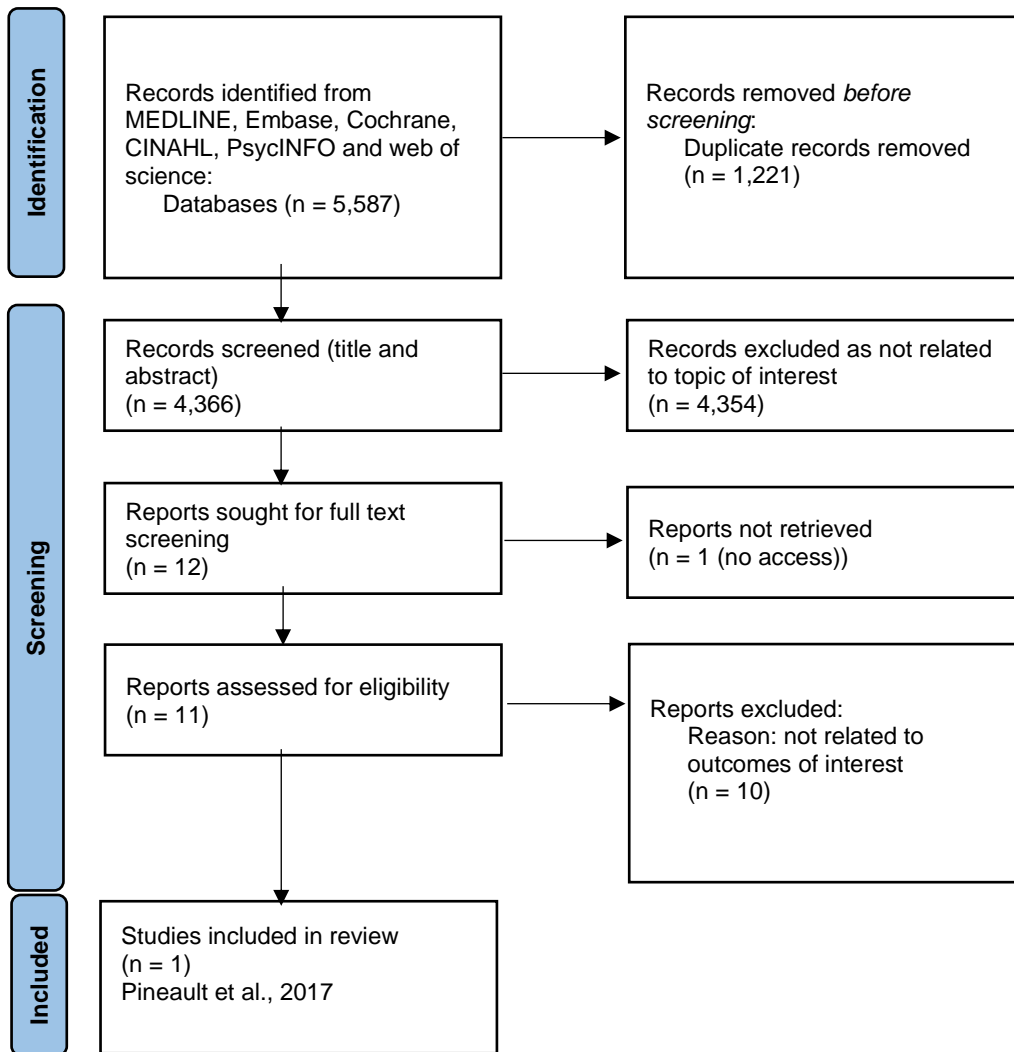 Identification
Records identified from
MEDLINE, Embase, Cochrane,
CINAHL, PsycINFO and web of
science:
Databases (n = 5,587)
Records removed before
screening:
Duplicate records removed
(n = 1,221)
Screening
Records screened (title and
abstract)
(n = 4,366)
Records excluded as not related
to topic of interest
(n = 4,354)
Reports sought for full text
screening
(n = 12)
Reports not retrieved
(n = 1 (no access))
Reports assessed for eligibility
(n = 11)
Reports excluded:
Reason: not related to
outcomes of interest
(n = 10)
Included
Studies included in review
(n = 1)
Pineault et al., 2017